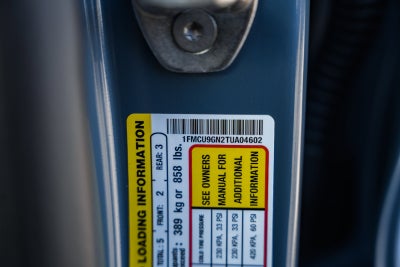 1FMCU9GN2TUA04602
LOADING INFORMATION
TOTAL: 5 FRONT: 2 REAR: 3
389 kg or 858 lbs.
SEE OWNERS
MANUAL FOR
ADDITIONAL
INFORMATION
COLD TIRE PRESSURE
230 KPA, 33 PSI
230 KPA, 33 PSI
420 KPA, 60 PSI